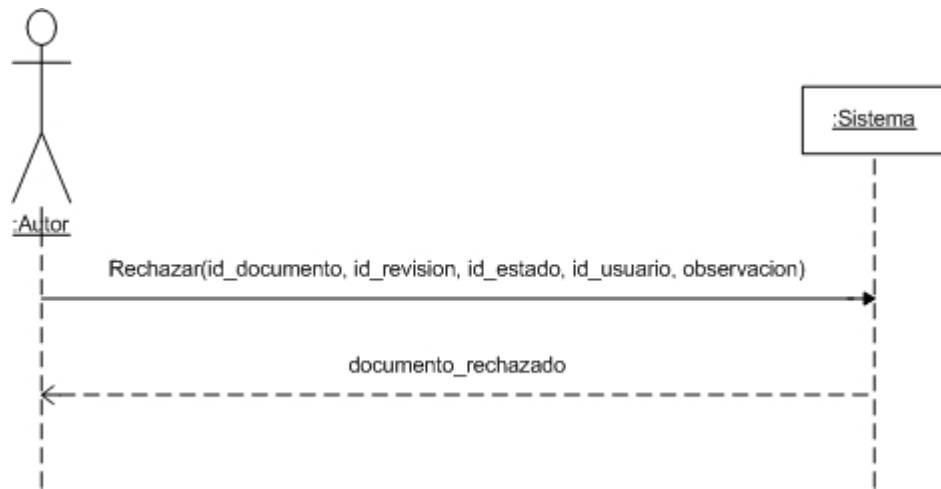 :Sistema
:Autor
Rechazar(id_documento, id_revision, id_estado, id_usuario, observacion)
documento_rechazado